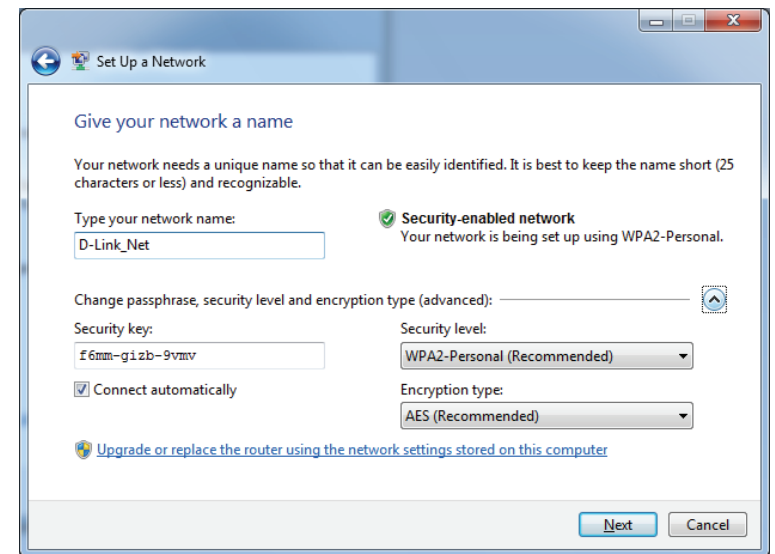 Set Up a Network
Give your network a name
Your network needs a unique name so that it can be easily identified. It is best to keep the name short (25
characters or less) and recognizable.
Type your network name:
D-Link_Net
Security-enabled network
Your network is being set up using WPA2-Personal.
Change passphrase, security level and encryption type (advanced):
Security key:
f6mm-gizb-9vmv
Security level:
WPA2-Personal (Recommended)
Connect automatically
Encryption type:
AES (Recommended)
Upgrade or replace the router using the network settings stored on this computer
Next
Cancel